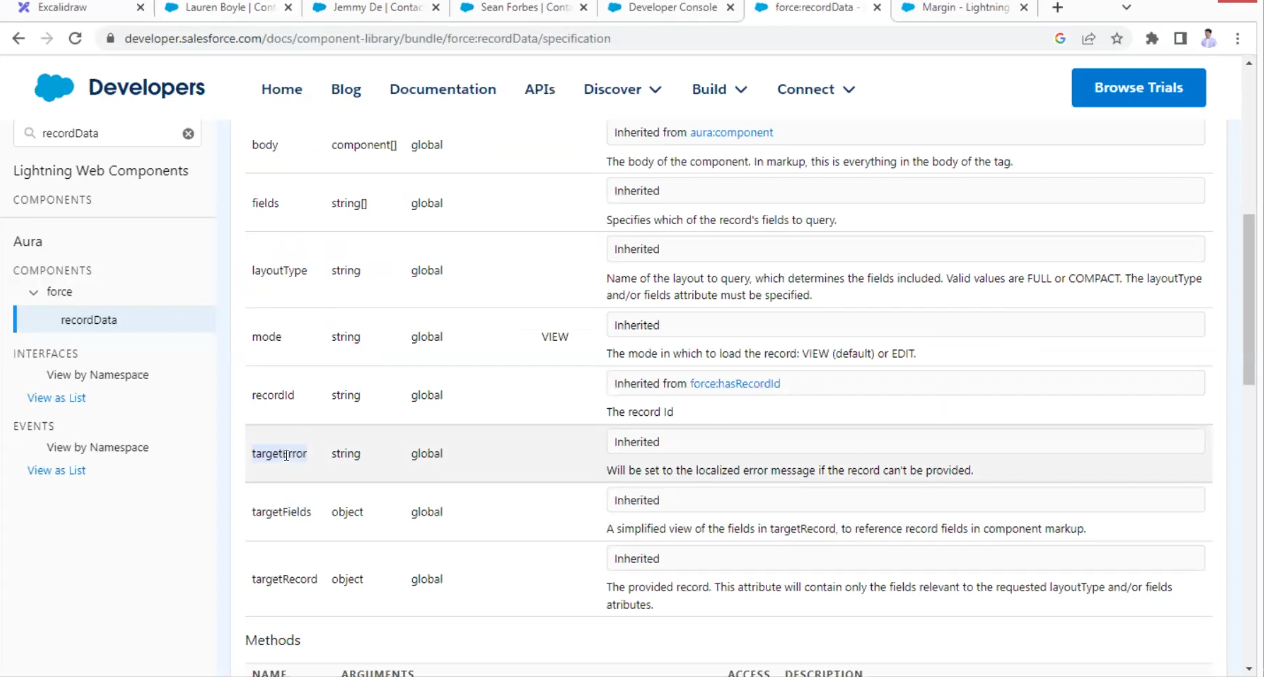 Excalidraw
Lauren Boyle | Cont
Jemmy De | Contac
Sean Forbes | Cont
Developer Console
force:recordData -
Margin - Lightning
developer.salesforce.com/docs/component-library/bundle/force:recordData/specification
Developers
Home Blog Documentation APIs Discover Build Connect
Browse Trials
recordData
Lightning Web Components
COMPONENTS
Aura
COMPONENTS
force
recordData
INTERFACES
View by Namespace
View as List
EVENTS
View by Namespace
View as List
body component[] global Inherited from aura:component
The body of the component. In markup, this is everything in the body of the tag.
fields string[] global Inherited
Specifies which of the record's fields to query.
layoutType string global Inherited
Name of the layout to query, which determines the fields included. Valid values are FULL or COMPACT. The layoutType
and/or fields attribute must be specified.
mode string global VIEW Inherited
The mode in which to load the record: VIEW (default) or EDIT.
recordId string global Inherited from force:hasRecordId
The record Id
targetError string global Inherited
Will be set to the localized error message if the record can't be provided.
targetFields object global Inherited
A simplified view of the fields in targetRecord, to reference record fields in component markup.
targetRecord object global Inherited
The provided record. This attribute will contain only the fields relevant to the requested layoutType and/or fields
atributes.
Methods
NAME ARGUMENTS ACCESS DESCRIPTION